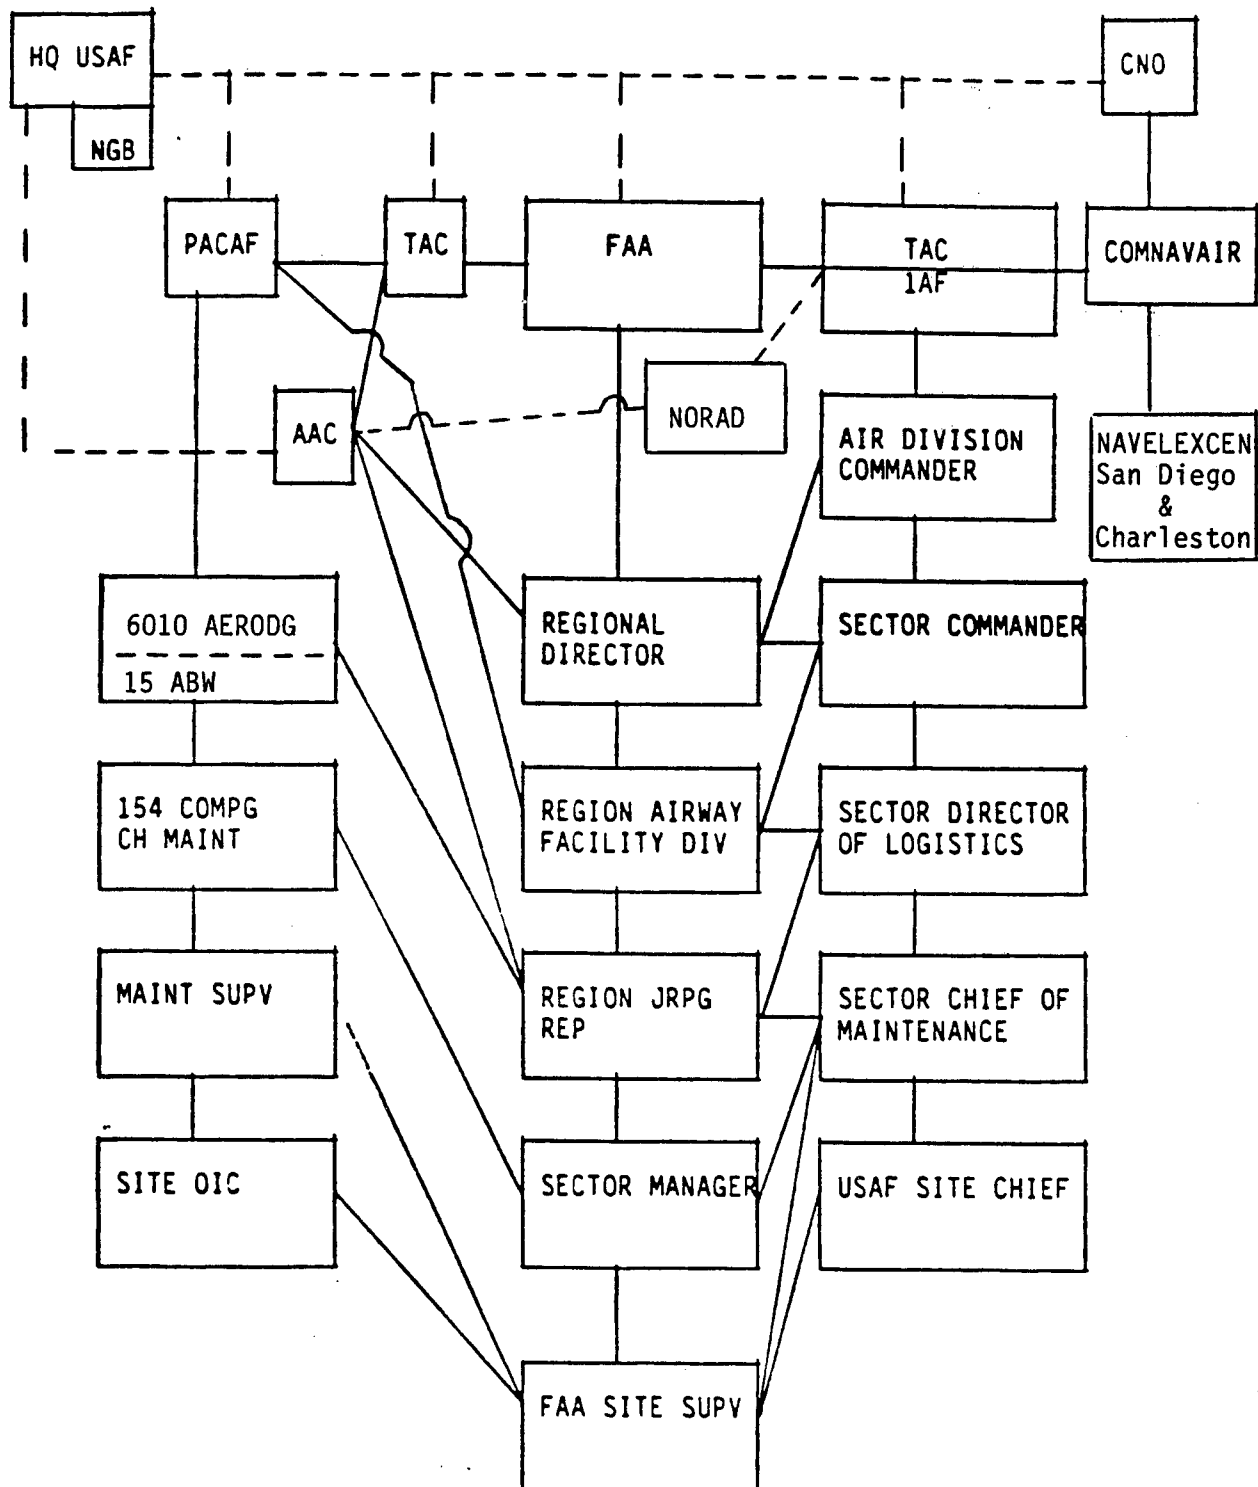 HQ USAF
CNO
NGB
PACAF
TAC
FAA
TAC
1AF
COMNAVAIR
AAC
NORAD
AIR DIVISION
COMMANDER
NAVELEXCEN
San Diego
&
Charleston
6010 AERODG
15 ABW
REGIONAL
DIRECTOR
SECTOR COMMANDER
154 COMPG
CH MAINT
REGION AIRWAY
FACILITY DIV
SECTOR DIRECTOR
OF LOGISTICS
MAINT SUPV
REGION JRPG
REP
SECTOR CHIEF OF
MAINTENANCE
SITE OIC
SECTOR MANAGER
USAF SITE CHIEF
FAA SITE SUPV